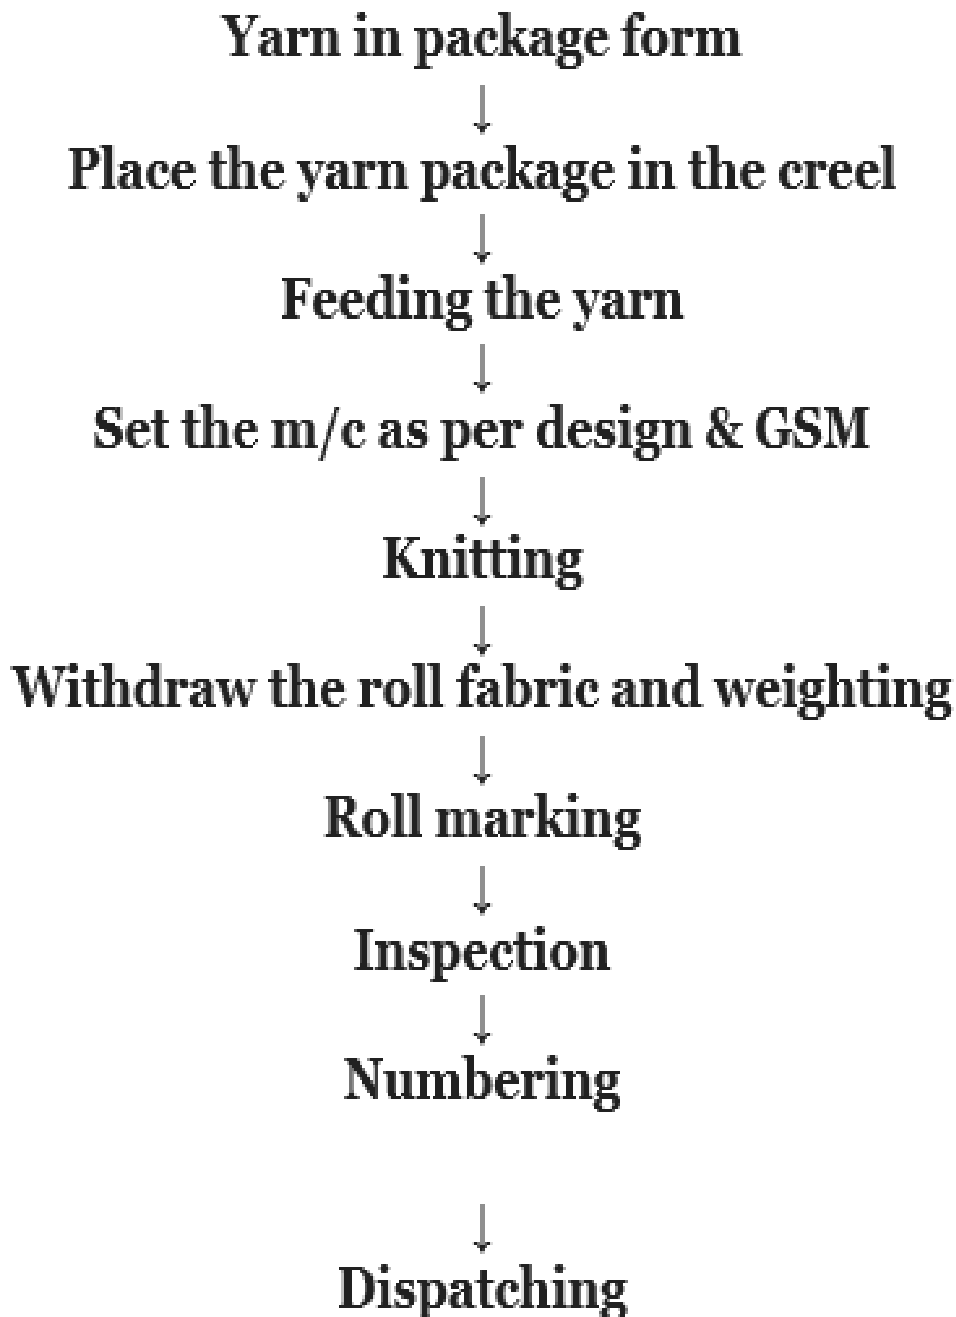 Yarn in package form
Place the yarn package in the creel
Feeding the yarn
Set the m/c as per design & GSM
Knitting
Withdraw the roll fabric and weighting
Roll marking
Inspection
Numbering
Dispatching